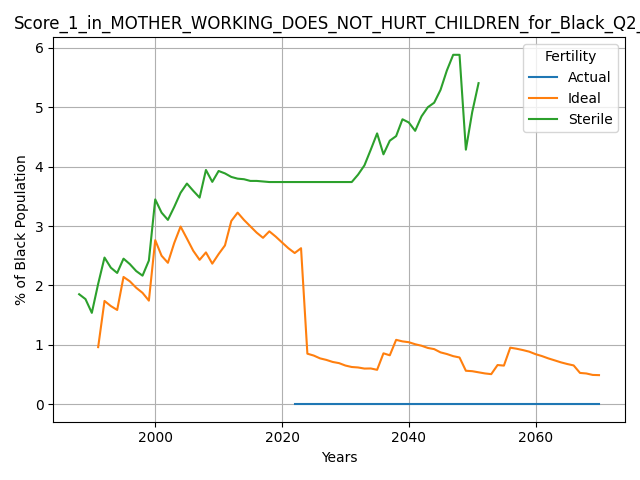 Score_1_in_MOTHER_WORKING_DOES_NOT_HURT_CHILDREN_for_Black_Q2_
Fertility
Actual
Ideal
Sterile
% of Black Population
6
5
4
3
2
1
0
2000 2020 2040 2060
Years